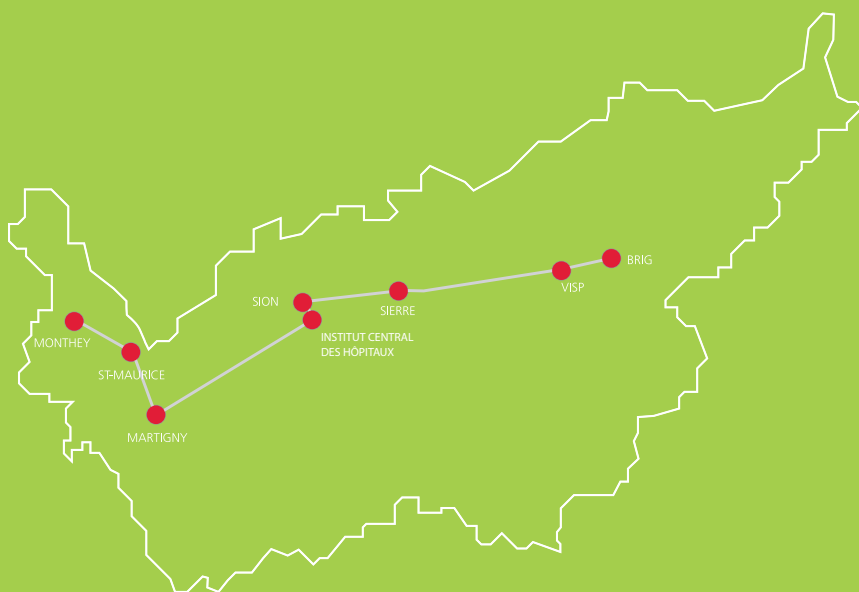 BRIG
VISP
SION
SIERRE
INSTITUT CENTRAL
DES HÔPITAUX
MONTHEY
ST-MAURICE
MARTIGNY